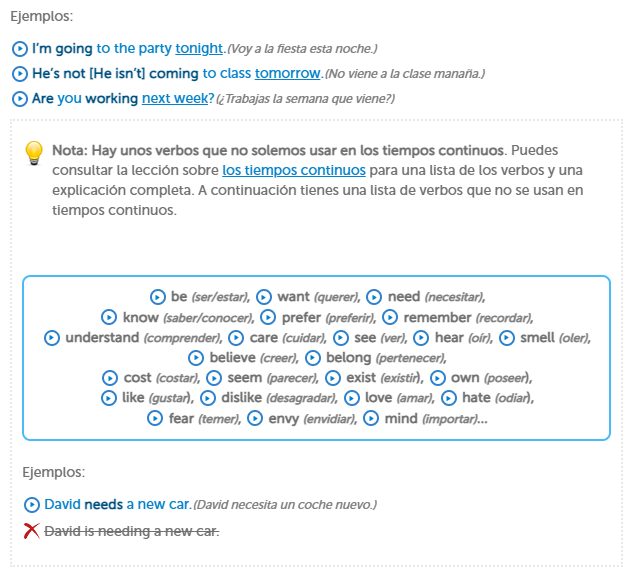 Ejemplos:
I'm going to the party tonight.(Voy a la fiesta esta noche.)
He's not [He isn't] coming to class tomorrow.(No viene a la clase manaña.)
Are you working next week?(¿Trabajas la semana que viene?)
Nota: Hay unos verbos que no solemos usar en los tiempos continuos. Puedes
consultar la lección sobre los tiempos continuos para una lista de los verbos y una
explicación completa. A continuación tienes una lista de verbos que no se usan en
tiempos continuos.
be (ser/estar), want (querer), need (necesitar),
know (saber/conocer), prefer (preferir), remember (recordar),
understand (comprender), care (cuidar), see (ver), hear (oír), smell (oler),
believe (creer), belong (pertenecer),
cost (costar), seem (parecer), exist (existir), own (poseer),
like (gustar), dislike (desagradar), love (amar), hate (odiar),
fear (temer), envy (envidiar), mind (importar)...
Ejemplos:
David needs a new car.(David necesita un coche nuevo.)
David is needing a new car.